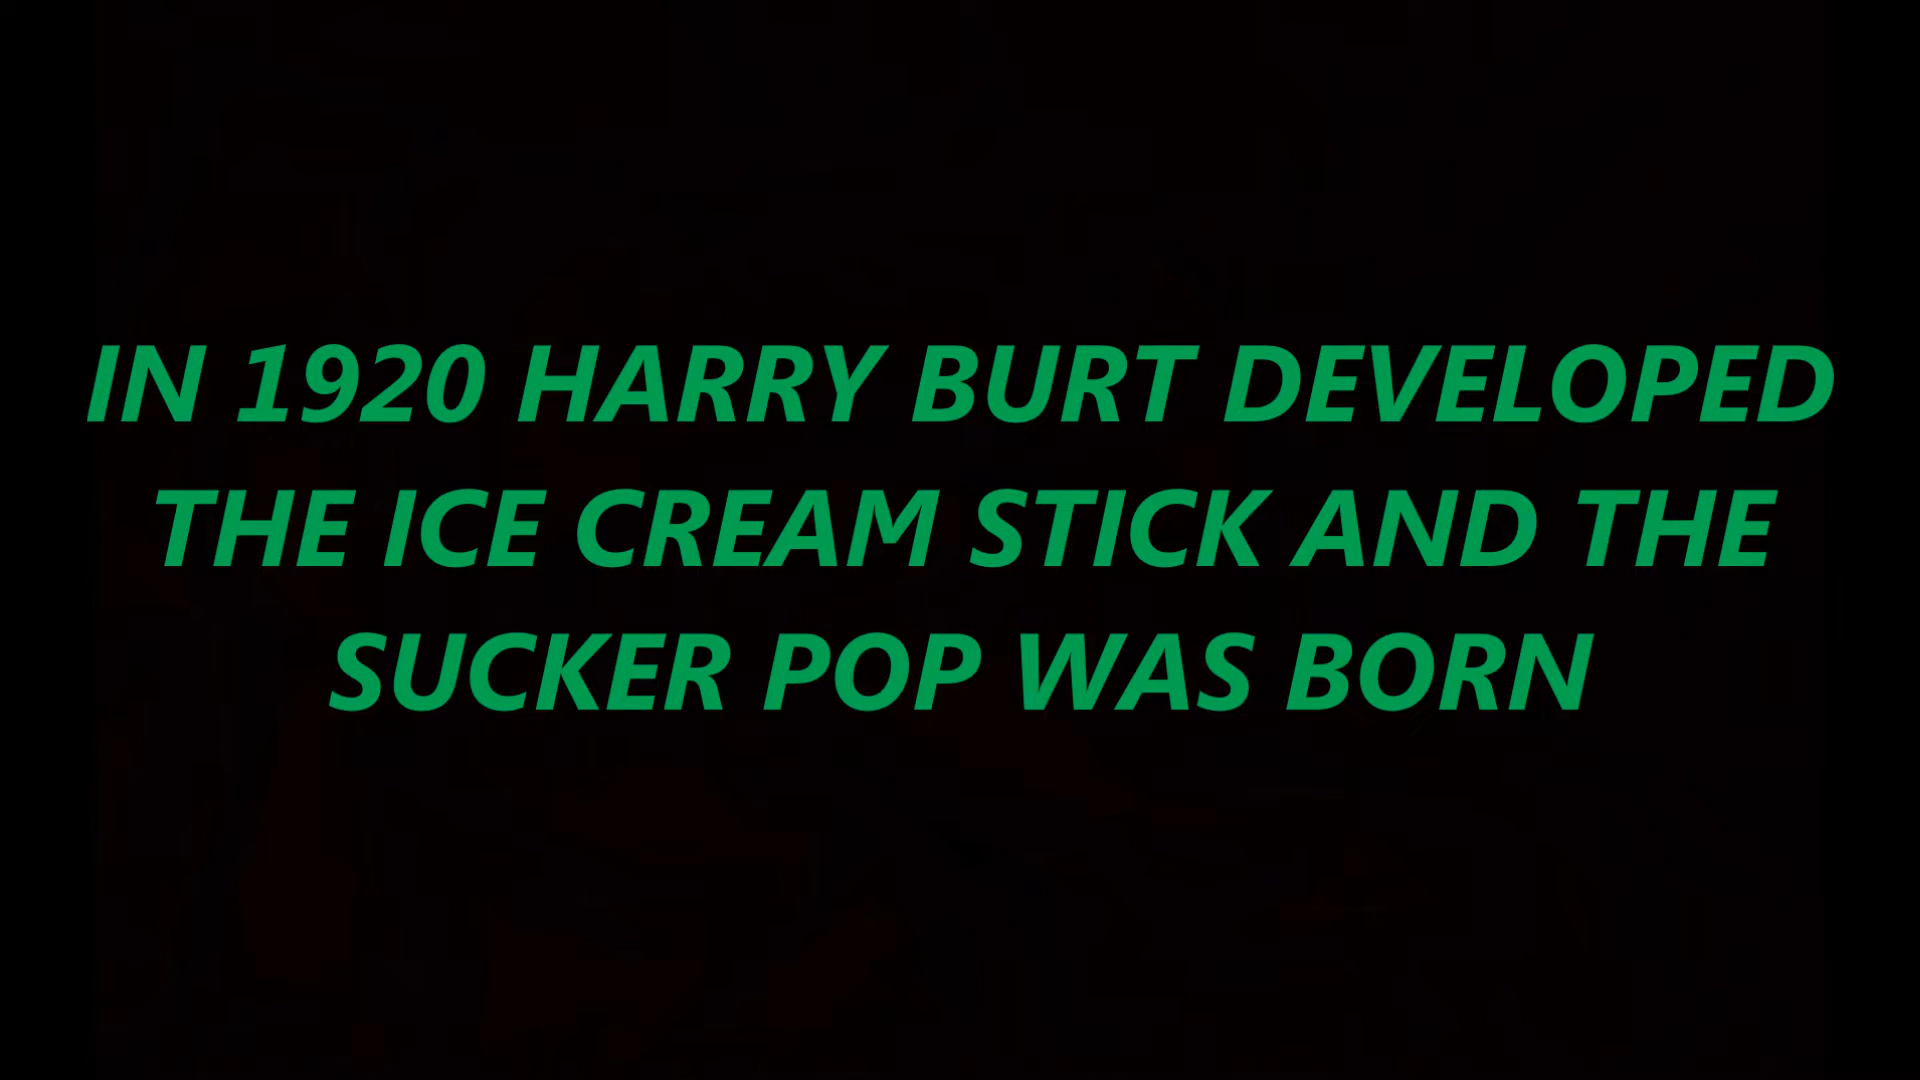 IN 1920 HARRY BURT DEVELOPED
THE ICE CREAM STICK AND THE
SUCKER POP WAS BORN